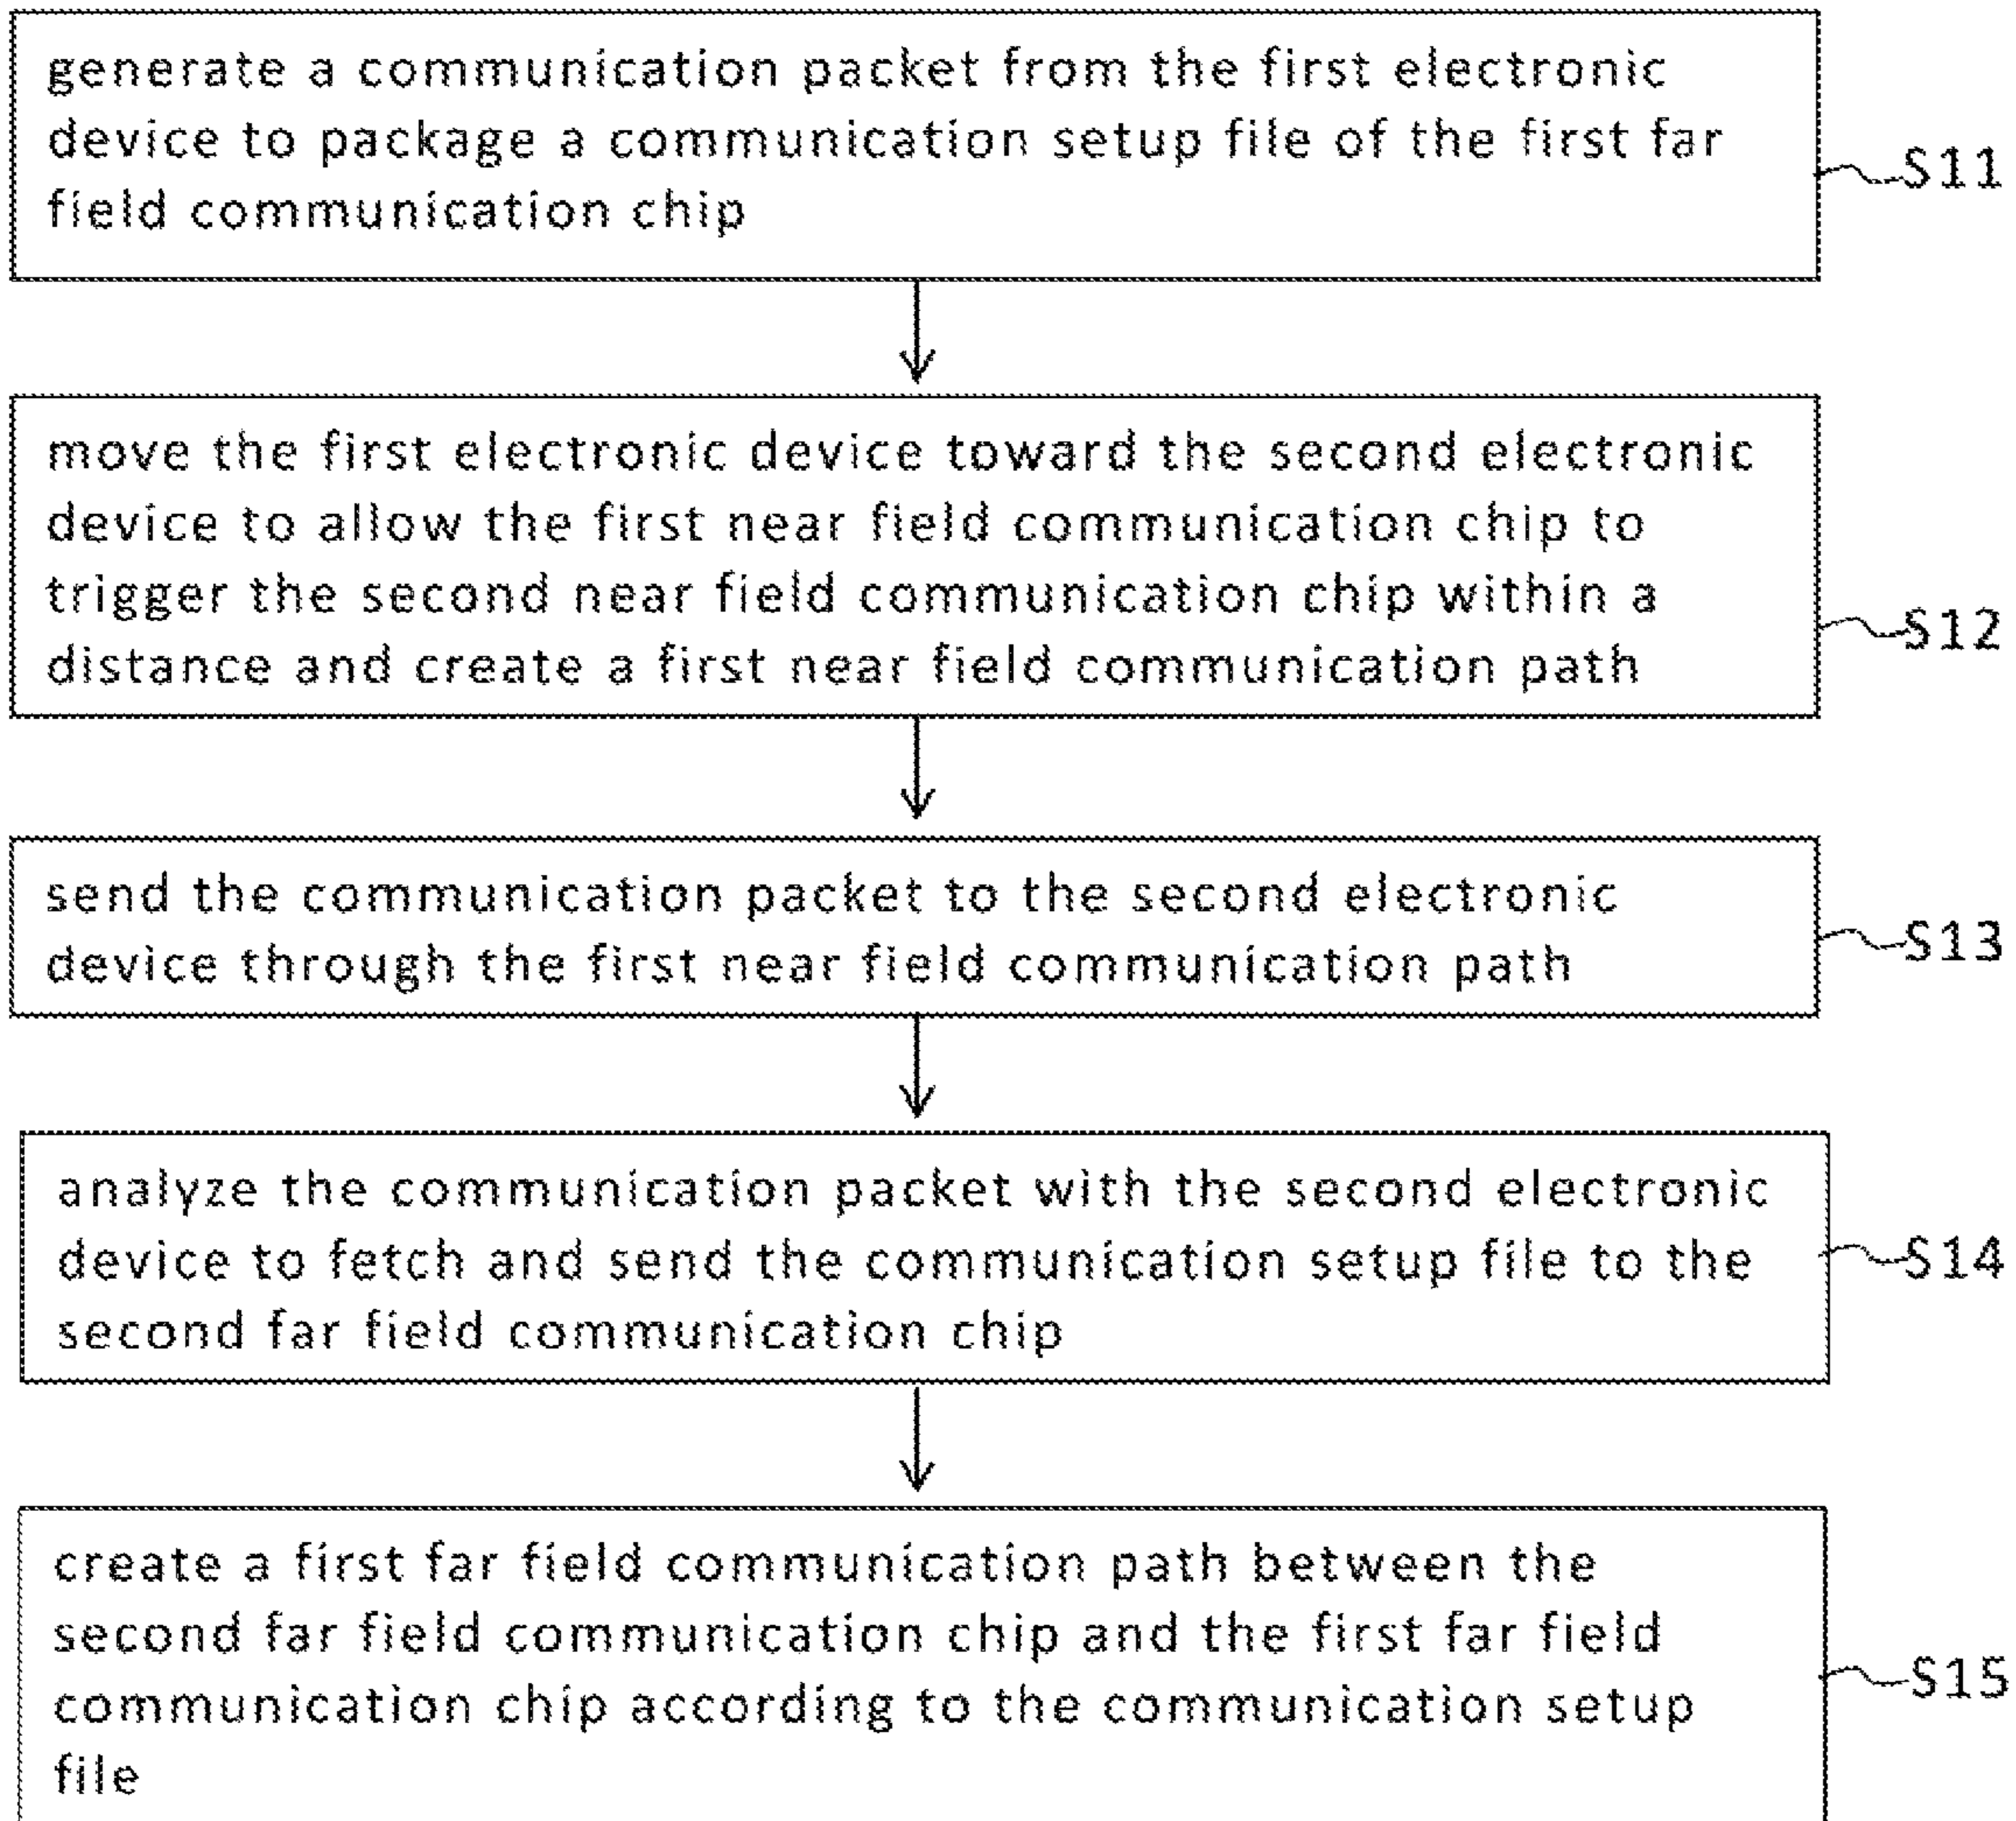 generate a communication packet from the first electronic
device to package a communication setup file of the first far
field communication chip
S11
move the first electronic device toward the second electronic
device to allow the first near field communication chip to
trigger the second near field communication chip within a
distance and create a first near field communication path
S12
send the communication packet to the second electronic
device through the first near field communication path
S13
analyze the communication packet with the second electronic
device to fetch and send the communication setup file to the
second far field communication chip
S14
create a first far field communication path between the
second far field communication chip and the first far field
communication chip according to the communication setup
file
S15